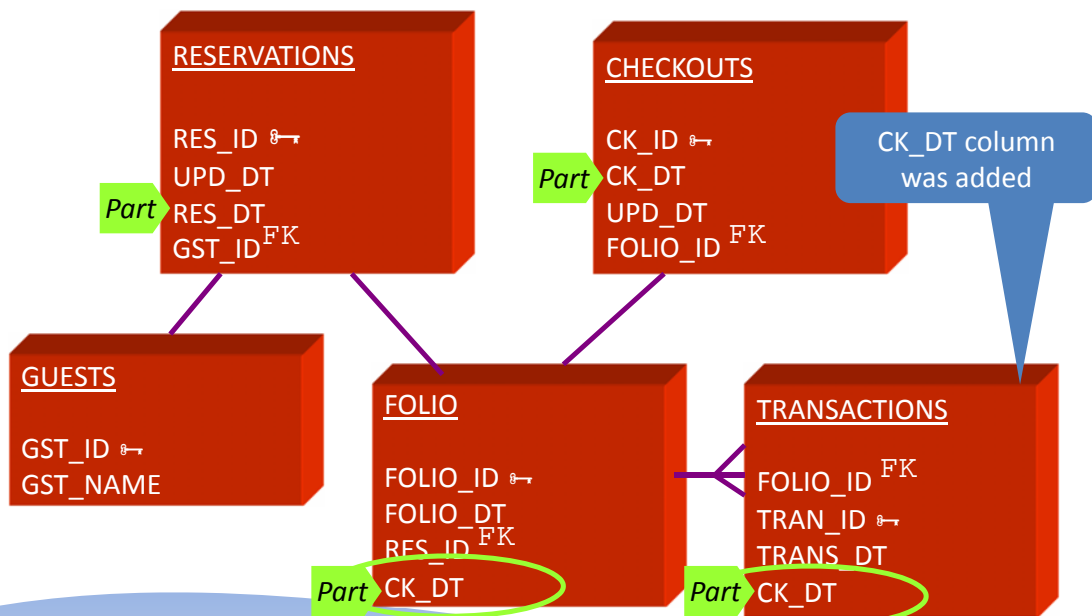 RESERVATIONS
RES_ID
UPD_DT
Part
RES_DT
GST_ID FK
CHECKOUTS
CK_ID
Part
CK_DT
UPD_DT
FOLIO_ID FK
CK_DT column
was added
GUESTS
GST_ID
GST_NAME
FOLIO
FOLIO_ID
FOLIO_DT
RES_ID FK
Part
CK_DT
TRANSACTIONS
FOLIO_ID FK
TRAN_ID
TRANS_DT
Part
CK_DT